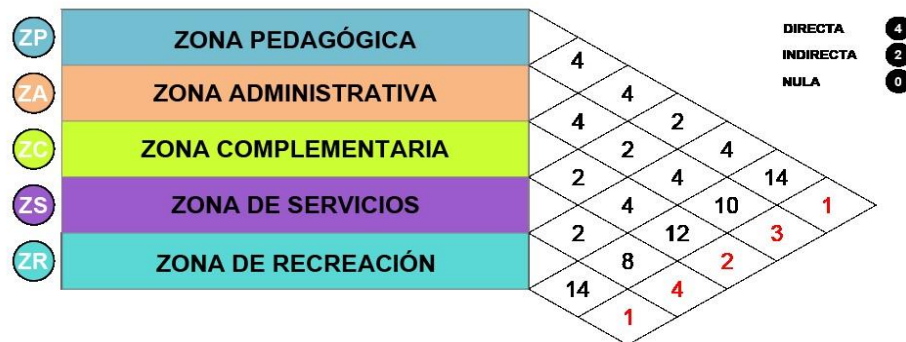 ZP ZONA PEDAGÓGICA
4
ZA ZONA ADMINISTRATIVA
4
4 2
ZC ZONA COMPLEMENTARIA
2 4
2 4 14
ZS ZONA DE SERVICIOS
4 10 1
2 12 3
ZR ZONA DE RECREACIÓN
8 2
14 4
1
DIRECTA 4
INDIRECTA 2
NULA 0